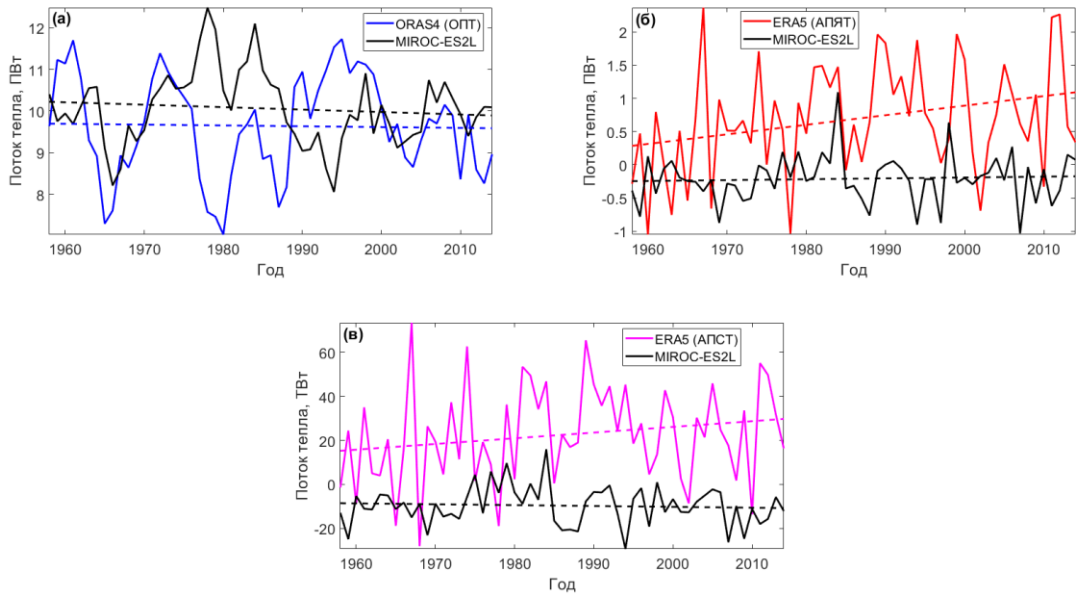 (а)
ORAS4 (ОПТ)
MIROC-ES2L
Поток тепла, ПВт
12
11
10
9
8
1960
1970
1980
1990
2000
2010
Год
(б)
ERA5 (АПЯТ)
MIROC-ES2L
Поток тепла, ПВт
2
1.5
1
0.5
0
-0.5
-1
1960
1970
1980
1990
2000
2010
Год
(в)
ERA5 (АПСТ)
MIROC-ES2L
Поток тепла, ТВт
60
40
20
0
-20
1960
1970
1980
1990
2000
2010
Год